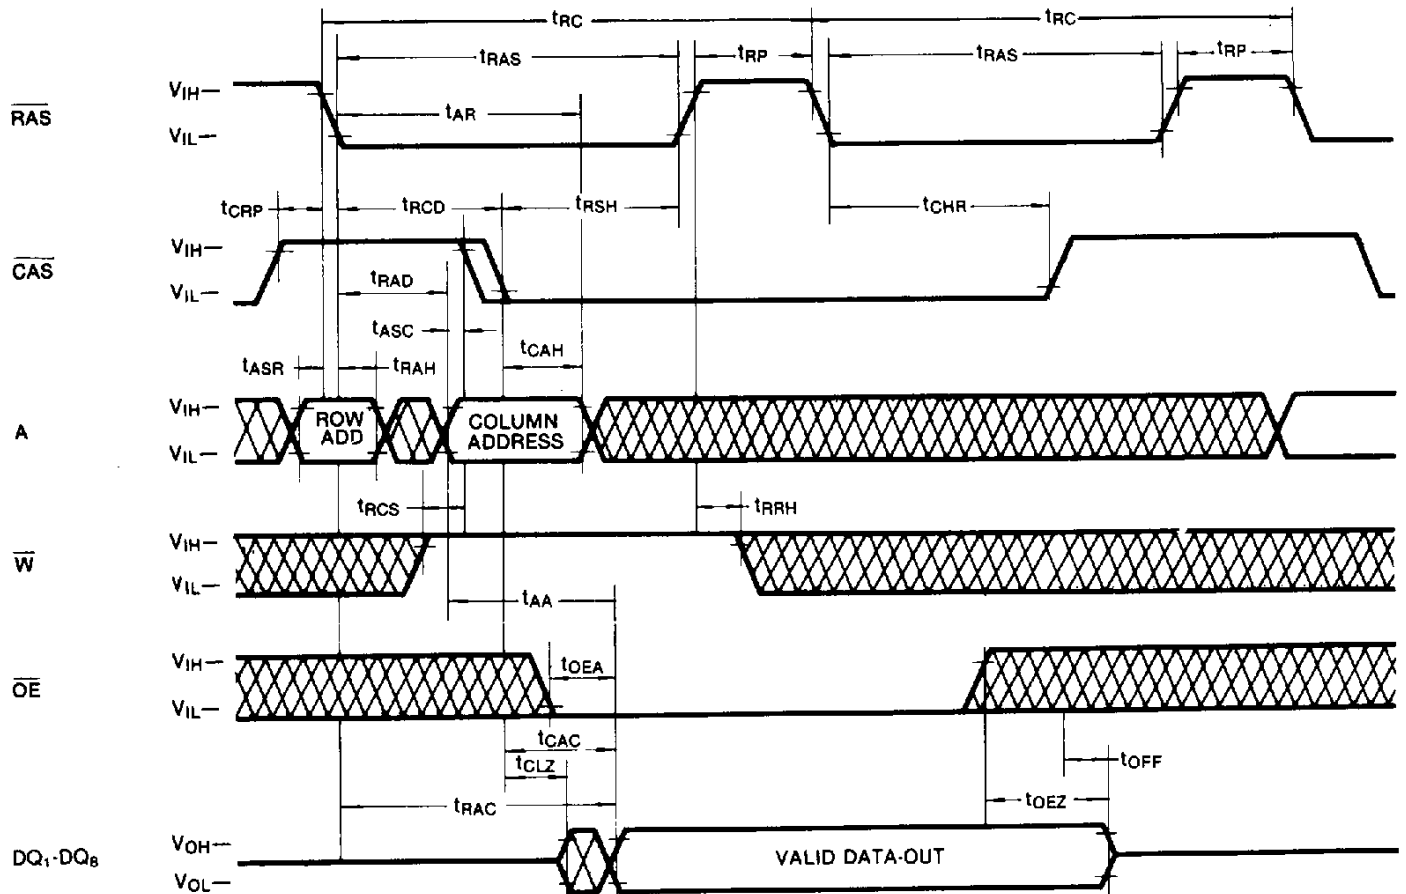 tRC tRC
tRAS tRP tRAS tRP
RAS VIH VIL tAR
tCRP tRCD tRSH tCHR
CAS VIH VIL tRAD
tASC tCAH
tASR tRAH
A VIH VIL ROW ADD COLUMN ADDRESS
tRCS tRRH
W VIH VIL
tAA
OE VIH VIL tOEA
tCAC
tCLZ tOFF
tRAC tOEZ
DQ1-DQ8 VOH VOL VALID DATA-OUT